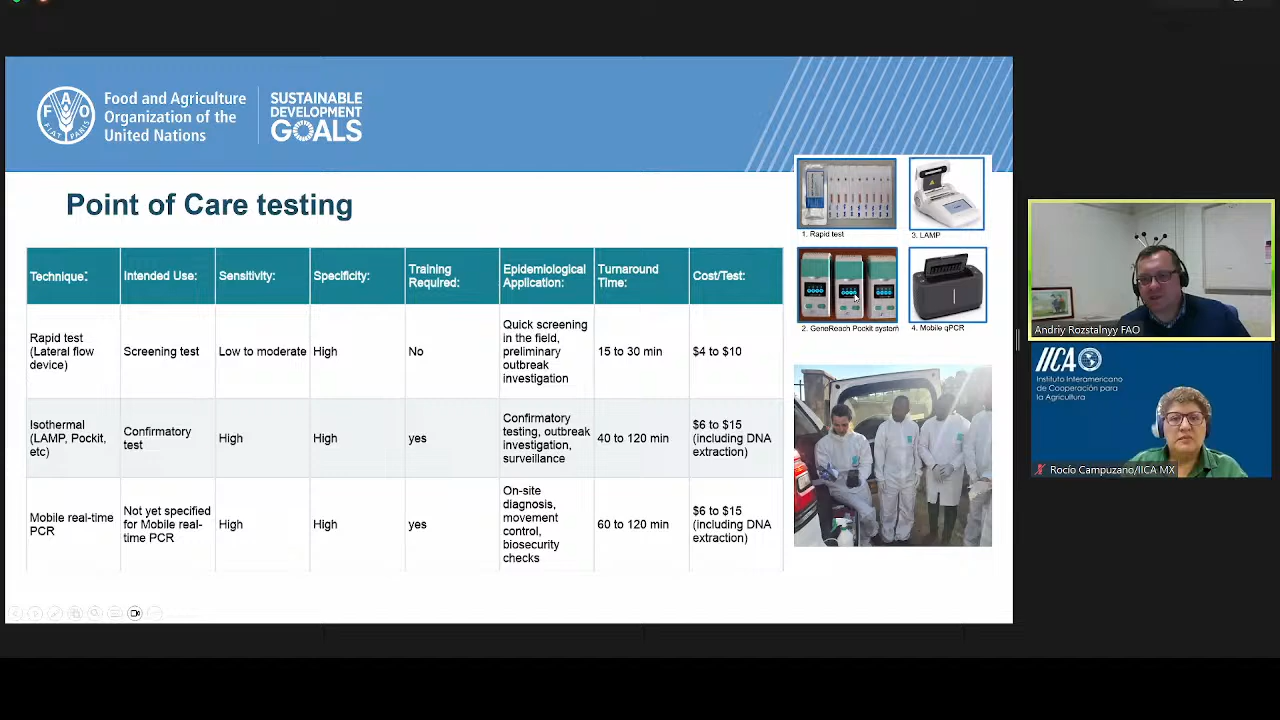 Food and Agriculture
Organization of the
United Nations
F A O
FIAT PANIS
SUSTAINABLE
DEVELOPMENT
GOALS
Point of Care testing
Technique:
Intended Use:
Sensitivity:
Specificity:
Training
Required:
Epidemiological
Application:
Turnaround
Time:
Cost/Test:
Rapid test
(Lateral flow
device)
Screening test
Low to moderate
High
No
Quick screening
in the field,
preliminary
outbreak
investigation
15 to 30 min
$4 to $10
Isothermal
(LAMP, Pockit,
etc)
Confirmatory
test
High
High
yes
Confirmatory
testing, outbreak
investigation,
surveillance
40 to 120 min
$6 to $15
(including DNA
extraction)
Mobile real-time
PCR
Not yet specified
for Mobile real-
time PCR
High
High
yes
On-site
diagnosis,
movement
control,
biosecurity
checks
60 to 120 min
$6 to $15
(including DNA
extraction)
1. Rapid test
3. LAMP
2. GeneReach Pockit system
4. Mobile qPCR
Andriy Rozstalnyy FAO
IICA
Instituto Interamericano
de Cooperación para
la Agricultura
Rocío Campuzano/IICA MX